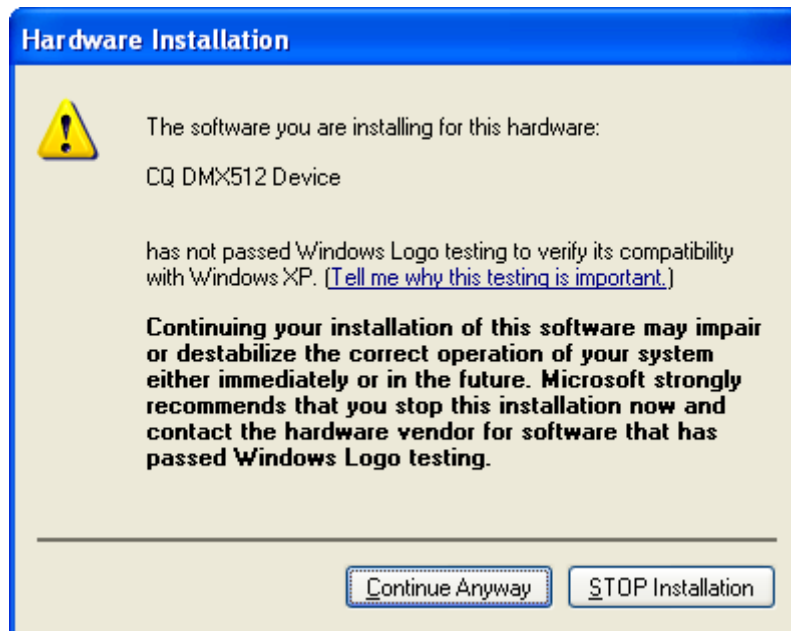 Hardware Installation
The software you are installing for this hardware:
CQ DMX512 Device
has not passed Windows Logo testing to verify its compatibility
with Windows XP. (Tell me why this testing is important.)
Continuing your installation of this software may impair
or destabilize the correct operation of your system
either immediately or in the future. Microsoft strongly
recommends that you stop this installation now and
contact the hardware vendor for software that has
passed Windows Logo testing.
Continue Anyway
STOP Installation